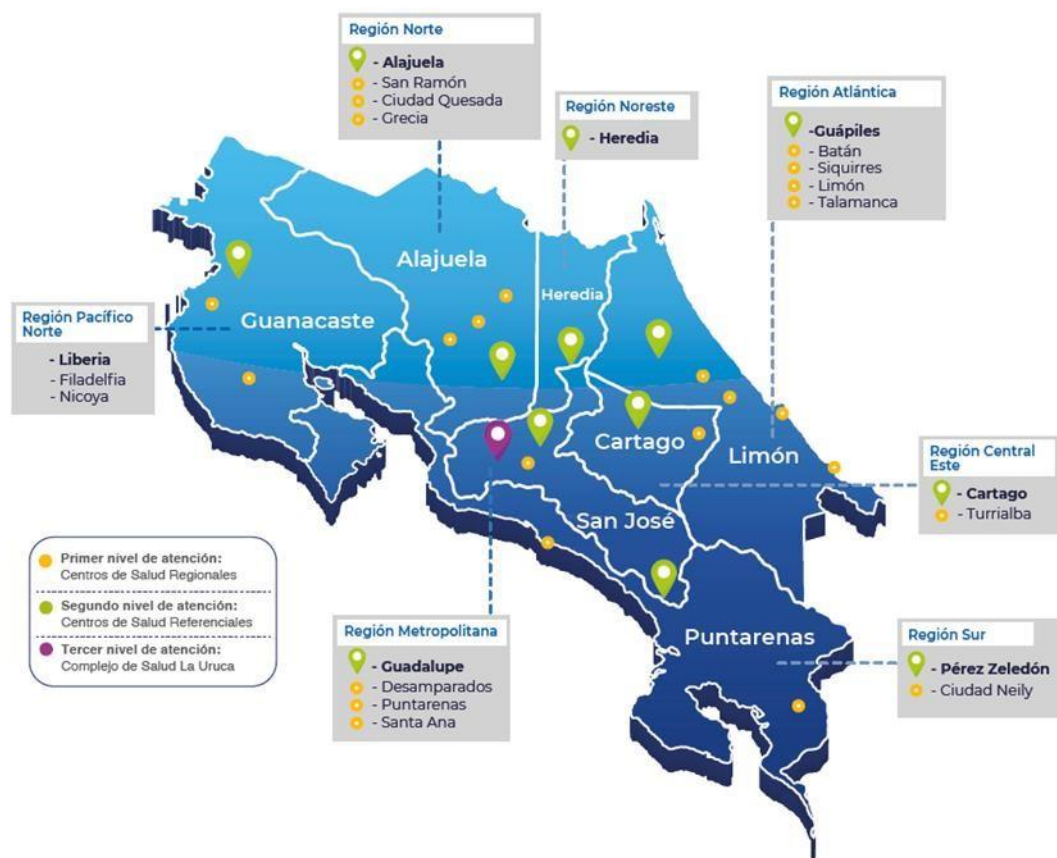 Región Norte
- Alajuela
- San Ramón
- Ciudad Quesada
- Grecia
Región Noreste
- Heredia
Región Atlántica
-Guápiles
- Batán
- Siquirres
- Limón
- Talamanca
Alajuela
Heredia
Guanacaste
Región Pacífico
Norte
- Liberia
- Filadelfia
- Nicoya
Cartago
Limón
San José
Puntarenas
Región Central
Este
- Cartago
- Turrialba
Primer nivel de atención:
Centros de Salud Regionales
Segundo nivel de atención:
Centros de Salud Referenciales
Tercer nivel de atención:
Complejo de Salud La Uruca
Región Metropolitana
- Guadalupe
- Desamparados
- Puntarenas
- Santa Ana
Región Sur
- Pérez Zeledón
- Ciudad Neily